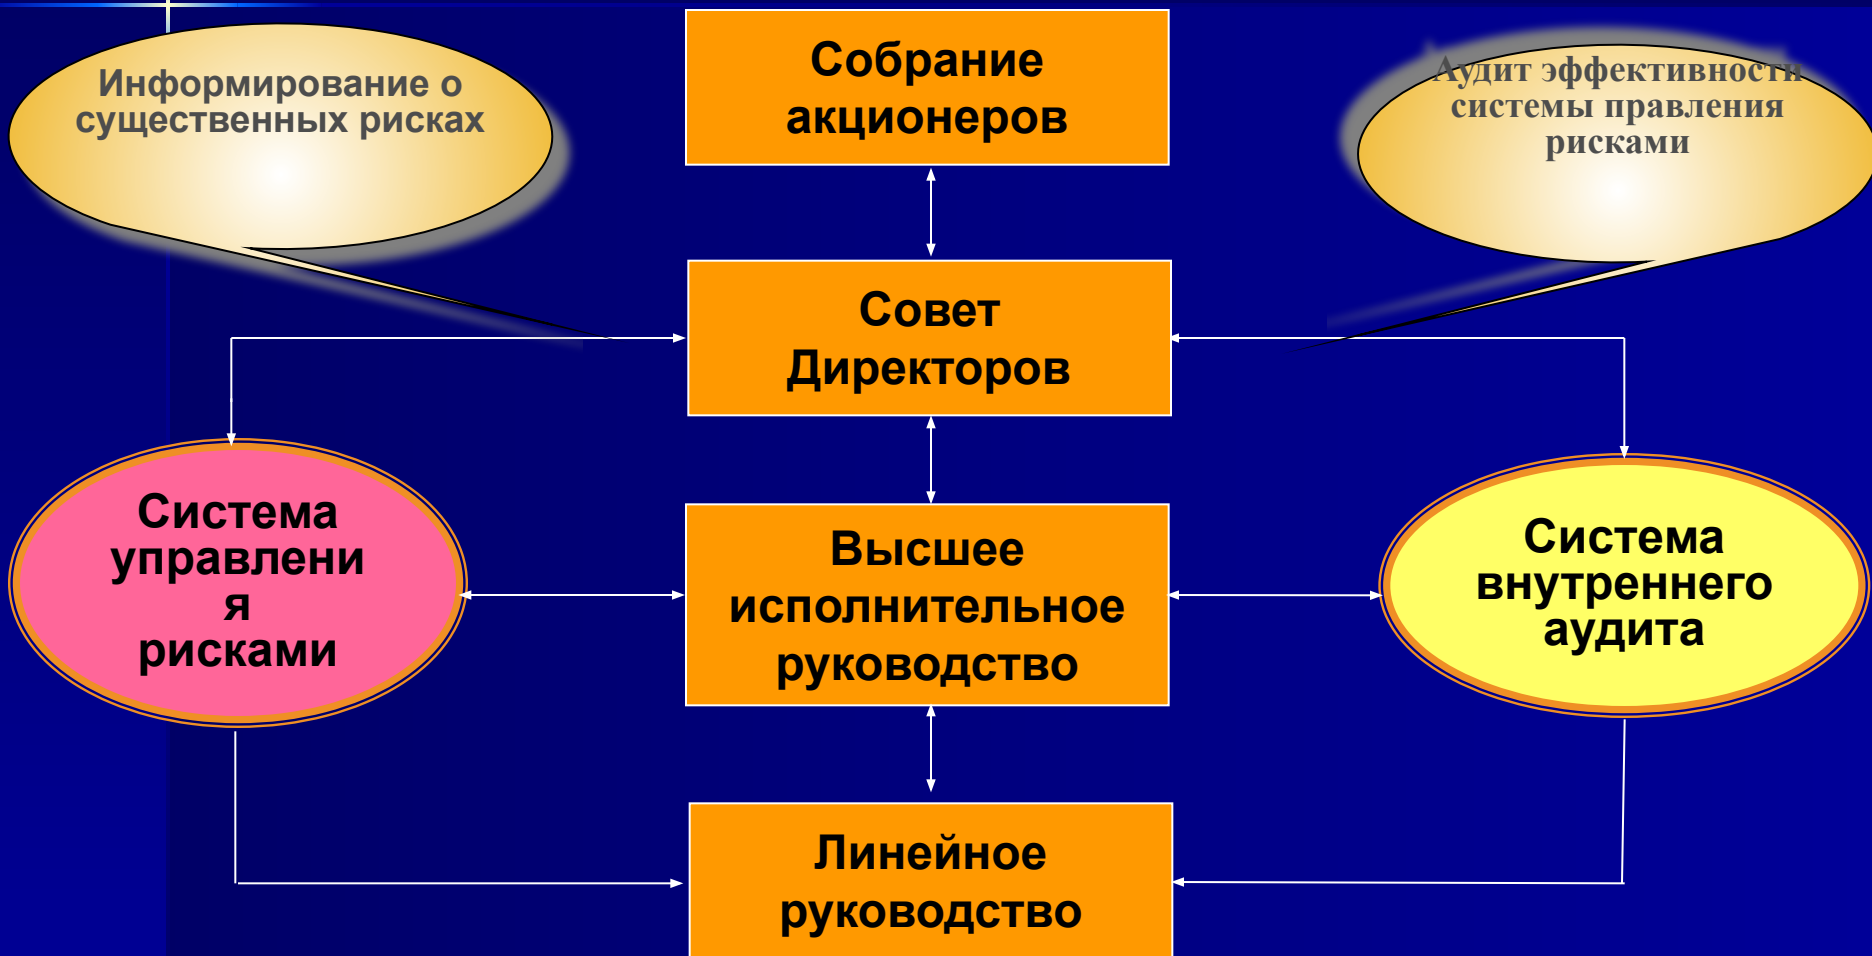 Информирование о
существенных рисках
Собрание
акционеров
Аудит эффективности
системы правления
рисками
Совет
Директоров
Система
управлени
я
рисками
Высшее
исполнительное
руководство
Система
внутреннего
аудита
Линейное
руководство